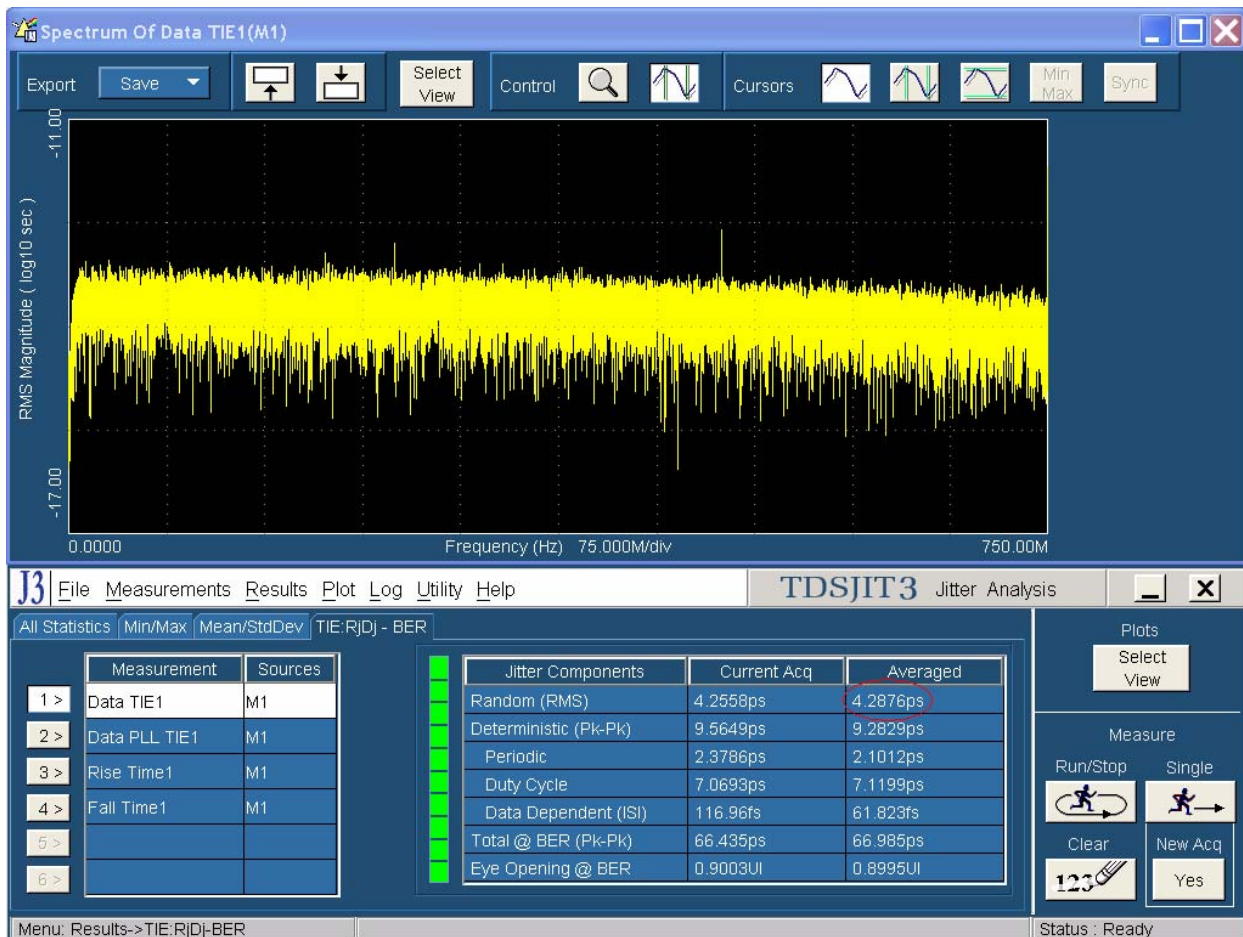 Spectrum Of Data TIE1(M1)
Export Save Select View Control Cursors Min Max Sync
-11.00
RMS Magnitude ( log10 sec )
-17.00
0.0000 Frequency (Hz) 75.000M/div 750.00M
J3 File Measurements Results Plot Log Utility Help TDSJIT3 Jitter Analysis
All Statistics Min/Max Mean/StdDev TIE:RjDj - BER
Measurement Sources
1 > Data TIE1 M1
2 > Data PLL TIE1 M1
3 > Rise Time1 M1
4 > Fall Time1 M1
5 >
6 >
Jitter Components Current Acq Averaged
Random (RMS) 4.2558ps 4.2876ps
Deterministic (Pk-Pk) 9.5649ps 9.2829ps
Periodic 2.3786ps 2.1012ps
Duty Cycle 7.0693ps 7.1199ps
Data Dependent (ISI) 116.96fs 61.823fs
Total @ BER (Pk-Pk) 66.435ps 66.985ps
Eye Opening @ BER 0.9003UI 0.8995UI
Plots
Select View
Measure
Run/Stop Single
Clear New Acq
123 Yes
Menu: Results->TIE:RjDj-BER Status : Ready